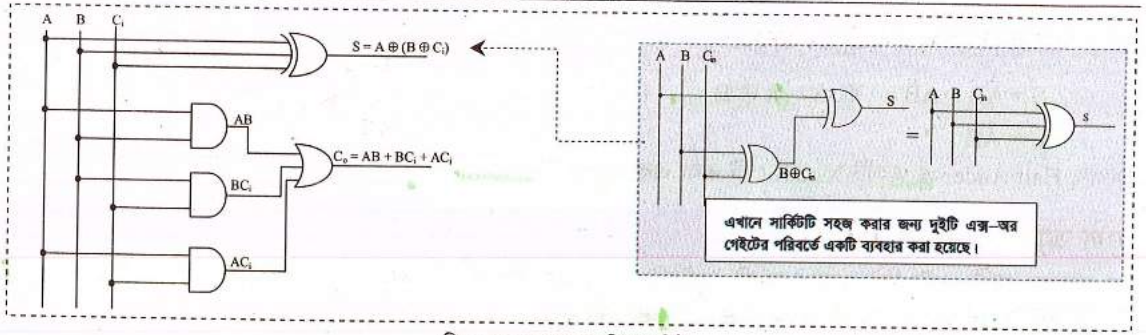 A B Cᵢ
S = A ⊕ (B ⊕ Cᵢ)
AB
Cₒ = AB + BCᵢ + ACᵢ
BCᵢ
ACᵢ
A B Cᵢₙ
S
B⊕Cᵢₙ
=
A B Cᵢₙ
s
এখানে সার্কিটটি সহজ করার জন্য দুইটি এক্স–অর
গেইটের পরিবর্তে একটি ব্যবহার করা হয়েছে।